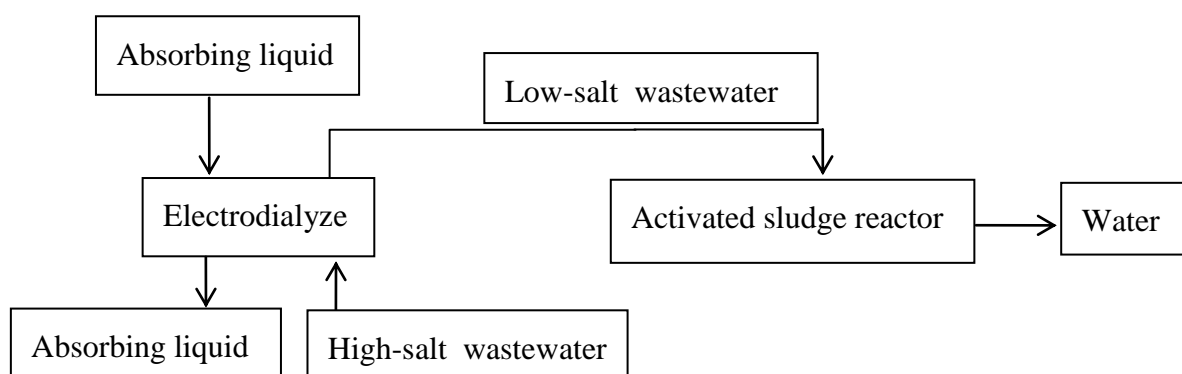 Absorbing liquid
Low-salt wastewater
Electrodialyze
Activated sludge reactor
Water
Absorbing liquid
High-salt wastewater